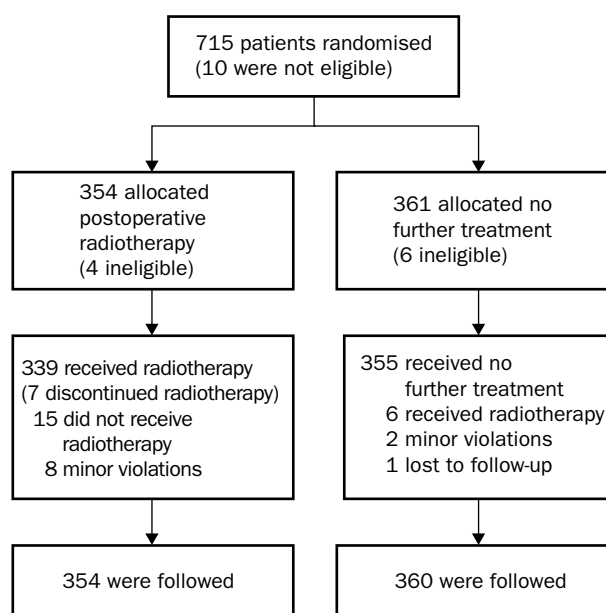 715 patients randomised
(10 were not eligible)
354 allocated
postoperative
radiotherapy
(4 ineligible)
361 allocated no
further treatment
(6 ineligible)
339 received radiotherapy
(7 discontinued radiotherapy)
15 did not receive
radiotherapy
8 minor violations
355 received no
further treatment
6 received radiotherapy
2 minor violations
1 lost to follow-up
354 were followed
360 were followed